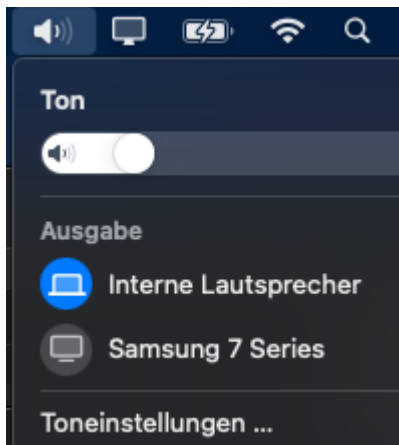 Ton
Ausgabe
Interne Lautsprecher
Samsung 7 Series
Toneinstellungen ...